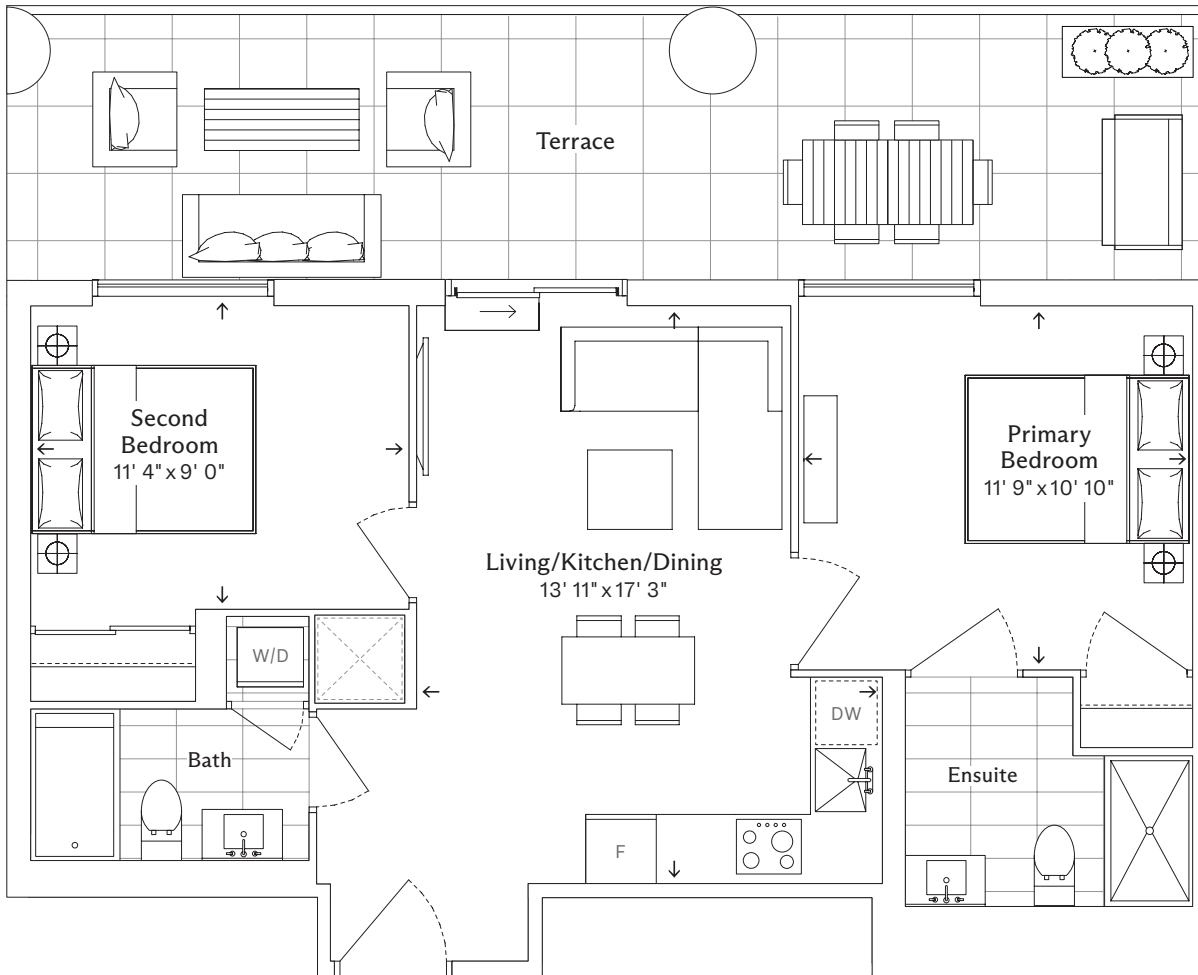 Terrace
Second
Bedroom
11' 4" x 9' 0"
Primary
Bedroom
11' 9" x 10' 10"
Living/Kitchen/Dining
13' 11" x 17' 3"
W/D
DW
Bath
Ensuite
F